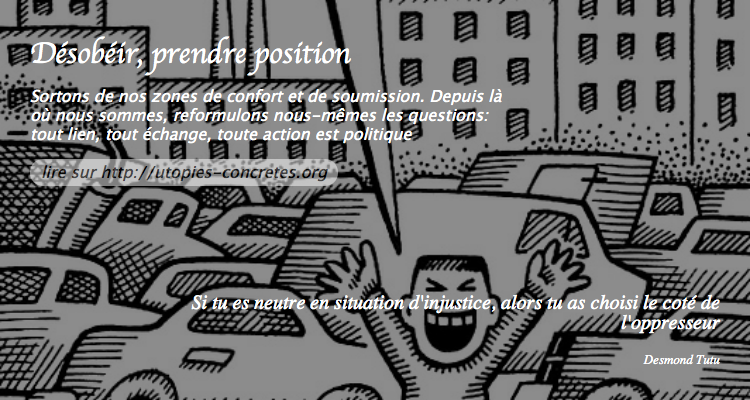 Désobéir, prendre position
Sortons de nos zones de confort et de soumission. Depuis là
où nous sommes, reformulons nous-mêmes les questions:
tout lien, tout échange, toute action est politique
lire sur http://utopies-concretes.org
Si tu es neutre en situation d'injustice, alors tu as choisi le coté de
l'oppresseur
Desmond Tutu